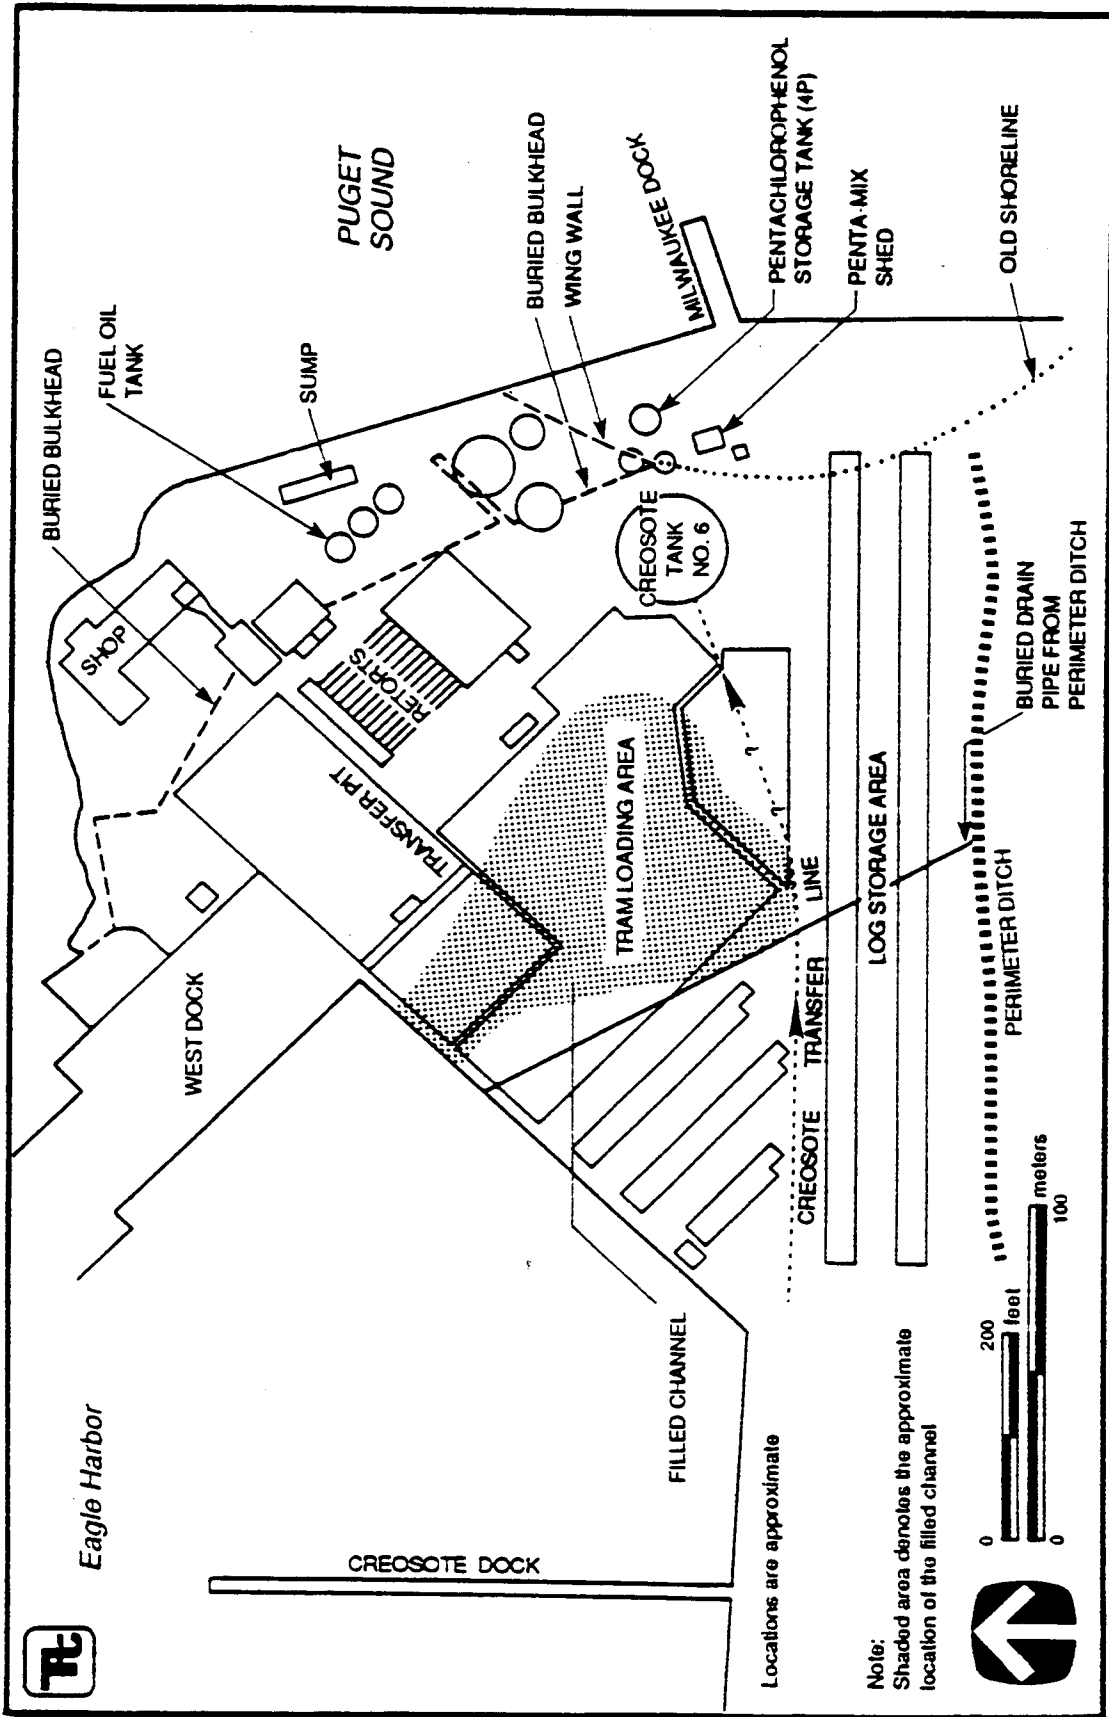 Eagle Harbor
PUGET
SOUND
BURIED BULKHEAD
FUEL OIL
TANK
SUMP
BURIED BULKHEAD
WING WALL
MILWAUKEE DOCK
PENTACHLOROPHENOL
STORAGE TANK (4P)
PENTA-MIX
SHED
OLD SHORELINE
SHOP
WEST DOCK
TRANSFER PIT
RETORTS
CREOSOTE
TANK
NO. 6
TRAM LOADING AREA
CREOSOTE DOCK
FILLED CHANNEL
CREOSOTE TRANSFER LINE
?
?
LOG STORAGE AREA
PERIMETER DITCH
BURIED DRAIN
PIPE FROM
PERIMETER DITCH
Locations are approximate
Note:
Shaded area denotes the approximate
location of the filled channel
0 200
feet
meters
0 100